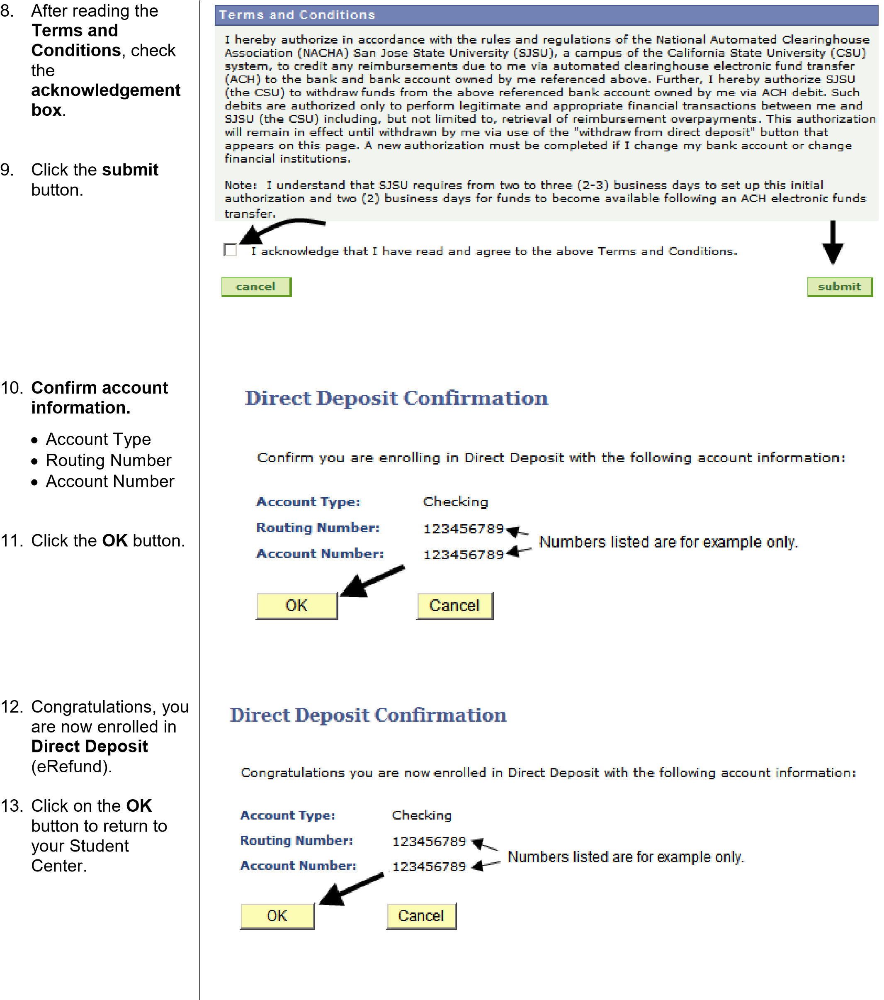 8. After reading the
Terms and
Conditions, check
the
acknowledgement
box.
9. Click the submit
button.
Terms and Conditions
I hereby authorize in accordance with the rules and regulations of the National Automated Clearinghouse
Association (NACHA) San Jose State University (SJSU), a campus of the California State University (CSU)
system, to credit any reimbursements due to me via automated clearinghouse electronic fund transfer
(ACH) to the bank and bank account owned by me referenced above. Further, I hereby authorize SJSU
(the CSU) to withdraw funds from the above referenced bank account owned by me via ACH debit. Such
debits are authorized only to perform legitimate and appropriate financial transactions between me and
SJSU (the CSU) including, but not limited to, retrieval of reimbursement overpayments. This authorization
will remain in effect until withdrawn by me via use of the "withdraw from direct deposit" button that
appears on this page. A new authorization must be completed if I change my bank account or change
financial institutions.
Note: I understand that SJSU requires from two to three (2-3) business days to set up this initial
authorization and two (2) business days for funds to become available following an ACH electronic funds
transfer.
I acknowledge that I have read and agree to the above Terms and Conditions.
cancel
submit
10. Confirm account
information.
• Account Type
• Routing Number
• Account Number
11. Click the OK button.
Direct Deposit Confirmation
Confirm you are enrolling in Direct Deposit with the following account information:
Account Type: Checking
Routing Number: 123456789
Account Number: 123456789
Numbers listed are for example only.
OK
Cancel
12. Congratulations, you
are now enrolled in
Direct Deposit
(eRefund).
13. Click on the OK
button to return to
your Student
Center.
Direct Deposit Confirmation
Congratulations you are now enrolled in Direct Deposit with the following account information:
Account Type: Checking
Routing Number: 123456789
Account Number: 123456789
Numbers listed are for example only.
OK
Cancel